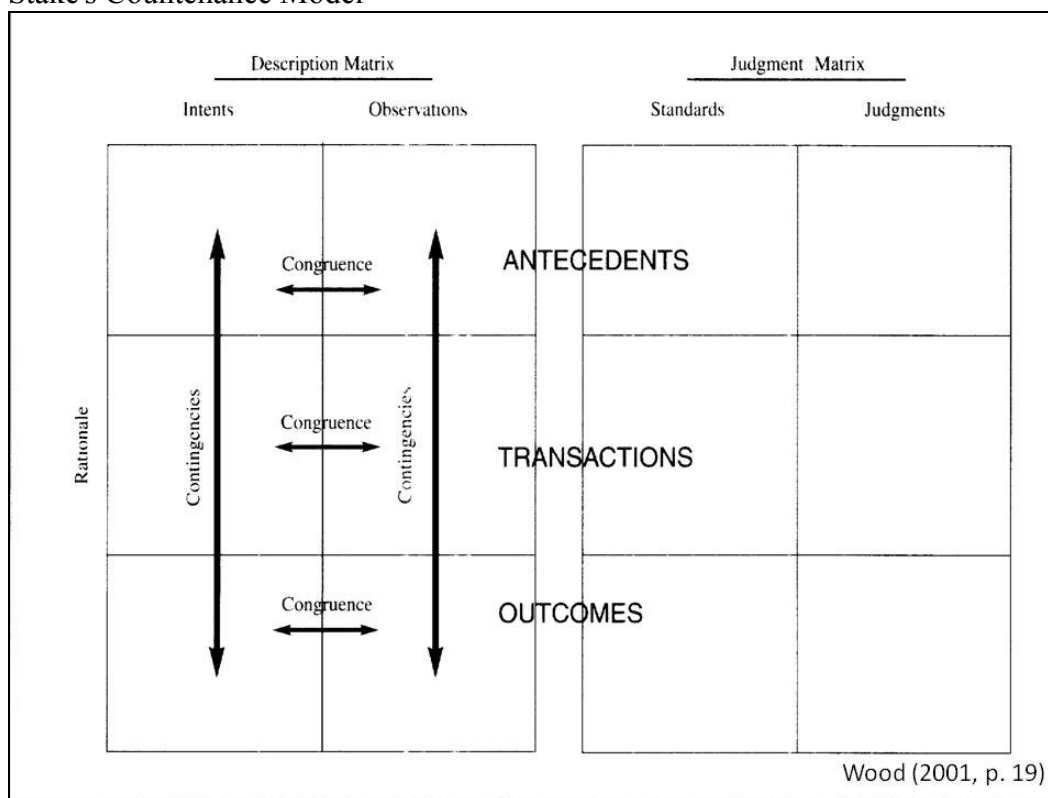 Stake's Countenance Model
Description Matrix
Judgment Matrix
Intents
Observations
Standards
Judgments
Rationale
Contingencies
Contingencies
Congruence
ANTECEDENTS
Congruence
TRANSACTIONS
Congruence
OUTCOMES
Wood (2001, p. 19)